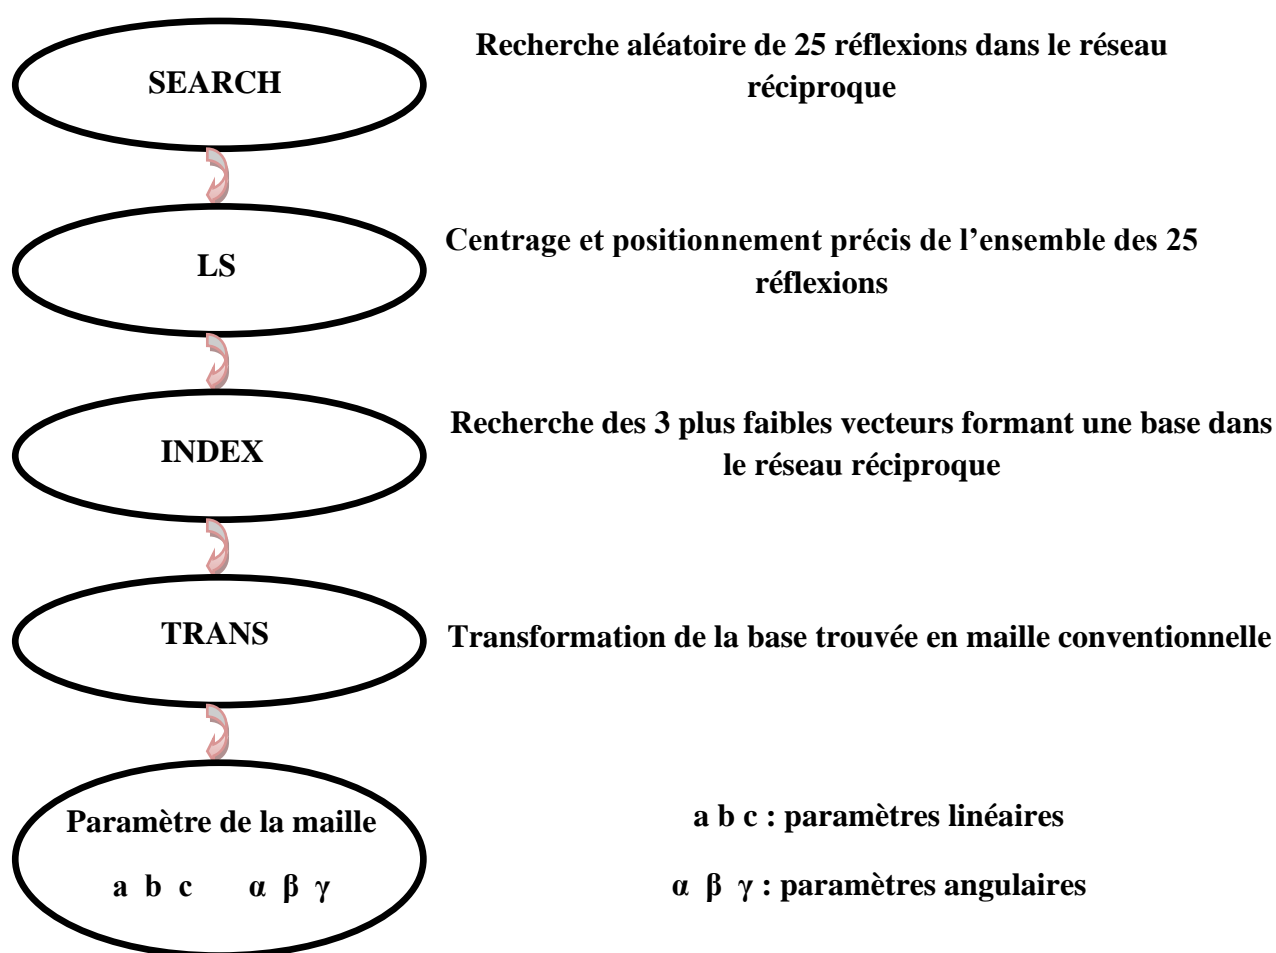 SEARCH
Recherche aléatoire de 25 réflexions dans le réseau
réciproque
LS
Centrage et positionnement précis de l’ensemble des 25
réflexions
INDEX
Recherche des 3 plus faibles vecteurs formant une base dans
le réseau réciproque
TRANS
Transformation de la base trouvée en maille conventionnelle
Paramètre de la maille
a b c α β γ
a b c : paramètres linéaires
α β γ : paramètres angulaires